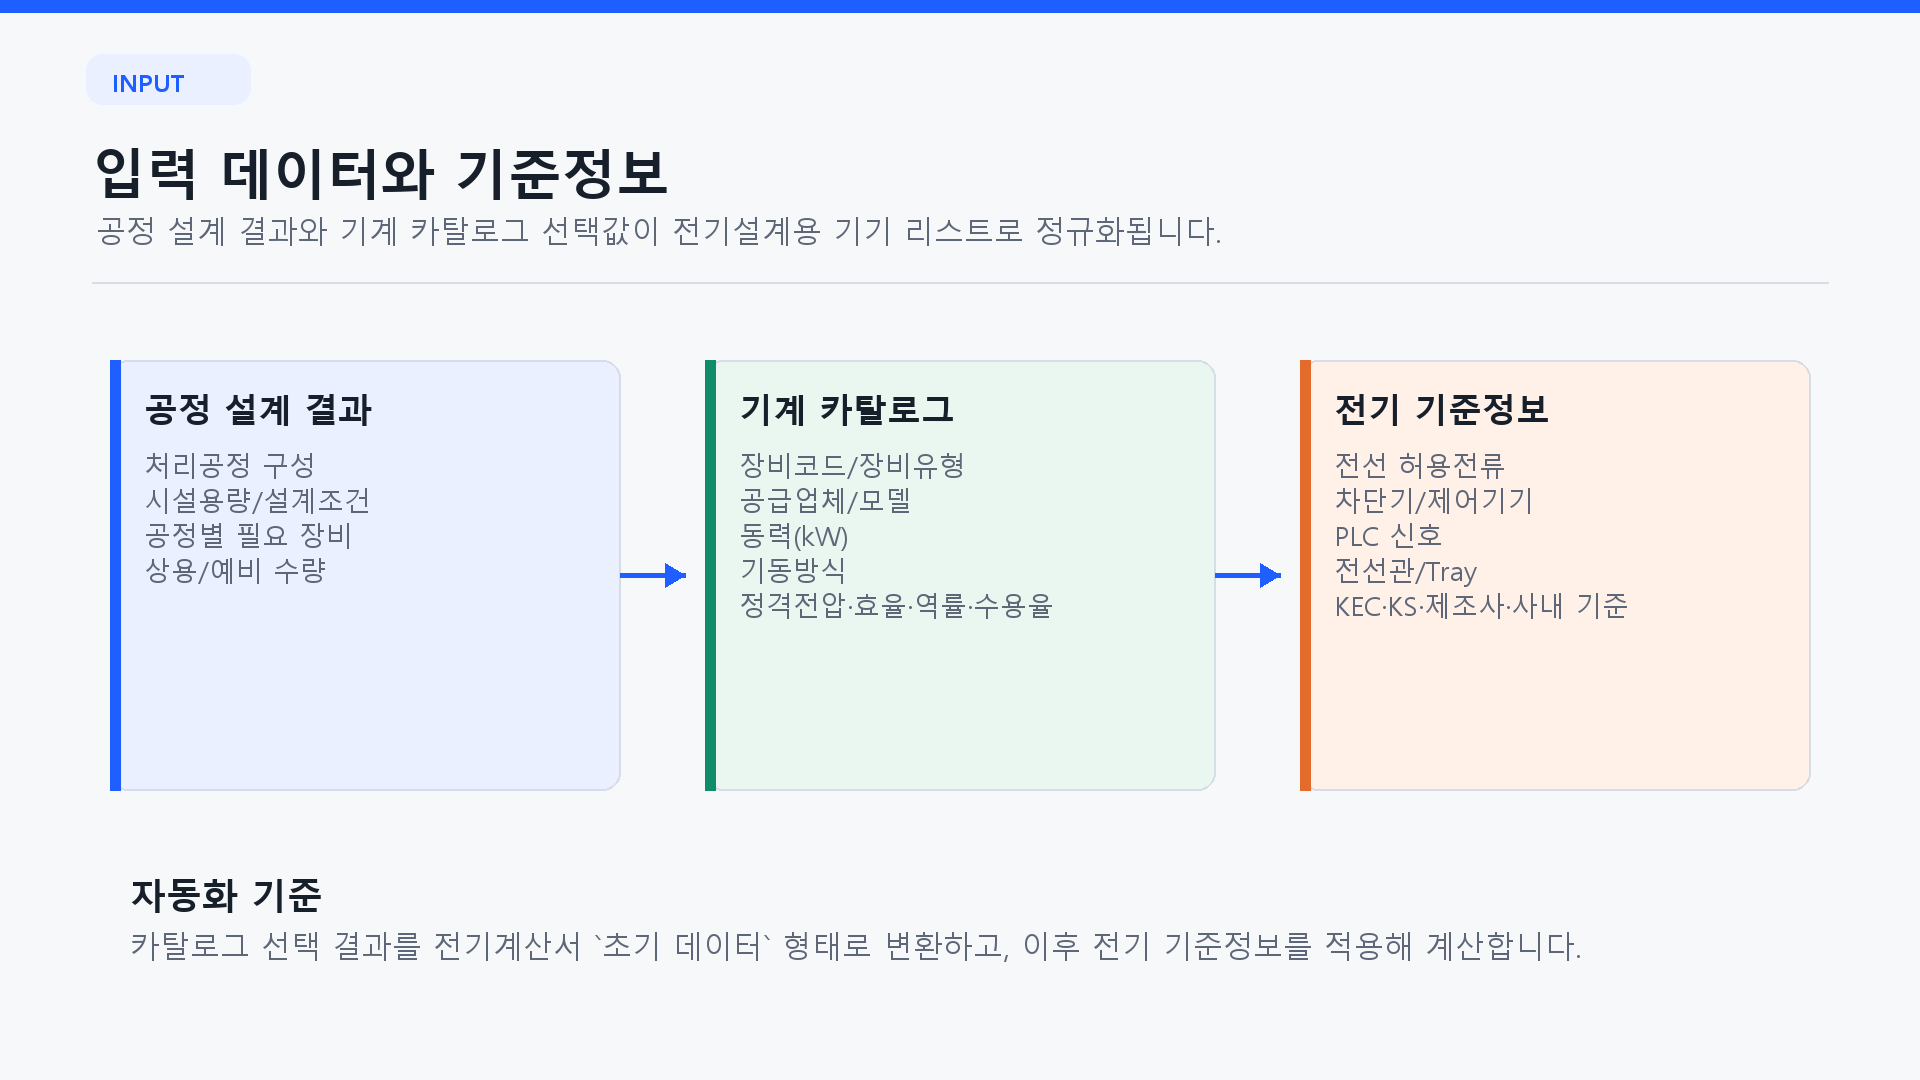 INPUT
입력 데이터와 기준정보
공정 설계 결과와 기계 카탈로그 선택값이 전기설계용 기기 리스트로 정규화됩니다.
공정 설계 결과
처리공정 구성
시설용량/설계조건
공정별 필요 장비
상용/예비 수량
기계 카탈로그
장비코드/장비유형
공급업체/모델
동력(kW)
기동방식
정격전압·효율·역률·수용율
전기 기준정보
전선 허용전류
차단기/제어기기
PLC 신호
전선관/Tray
KEC·KS·제조사·사내 기준
자동화 기준
카탈로그 선택 결과를 전기계산서 `초기 데이터` 형태로 변환하고, 이후 전기 기준정보를 적용해 계산합니다.